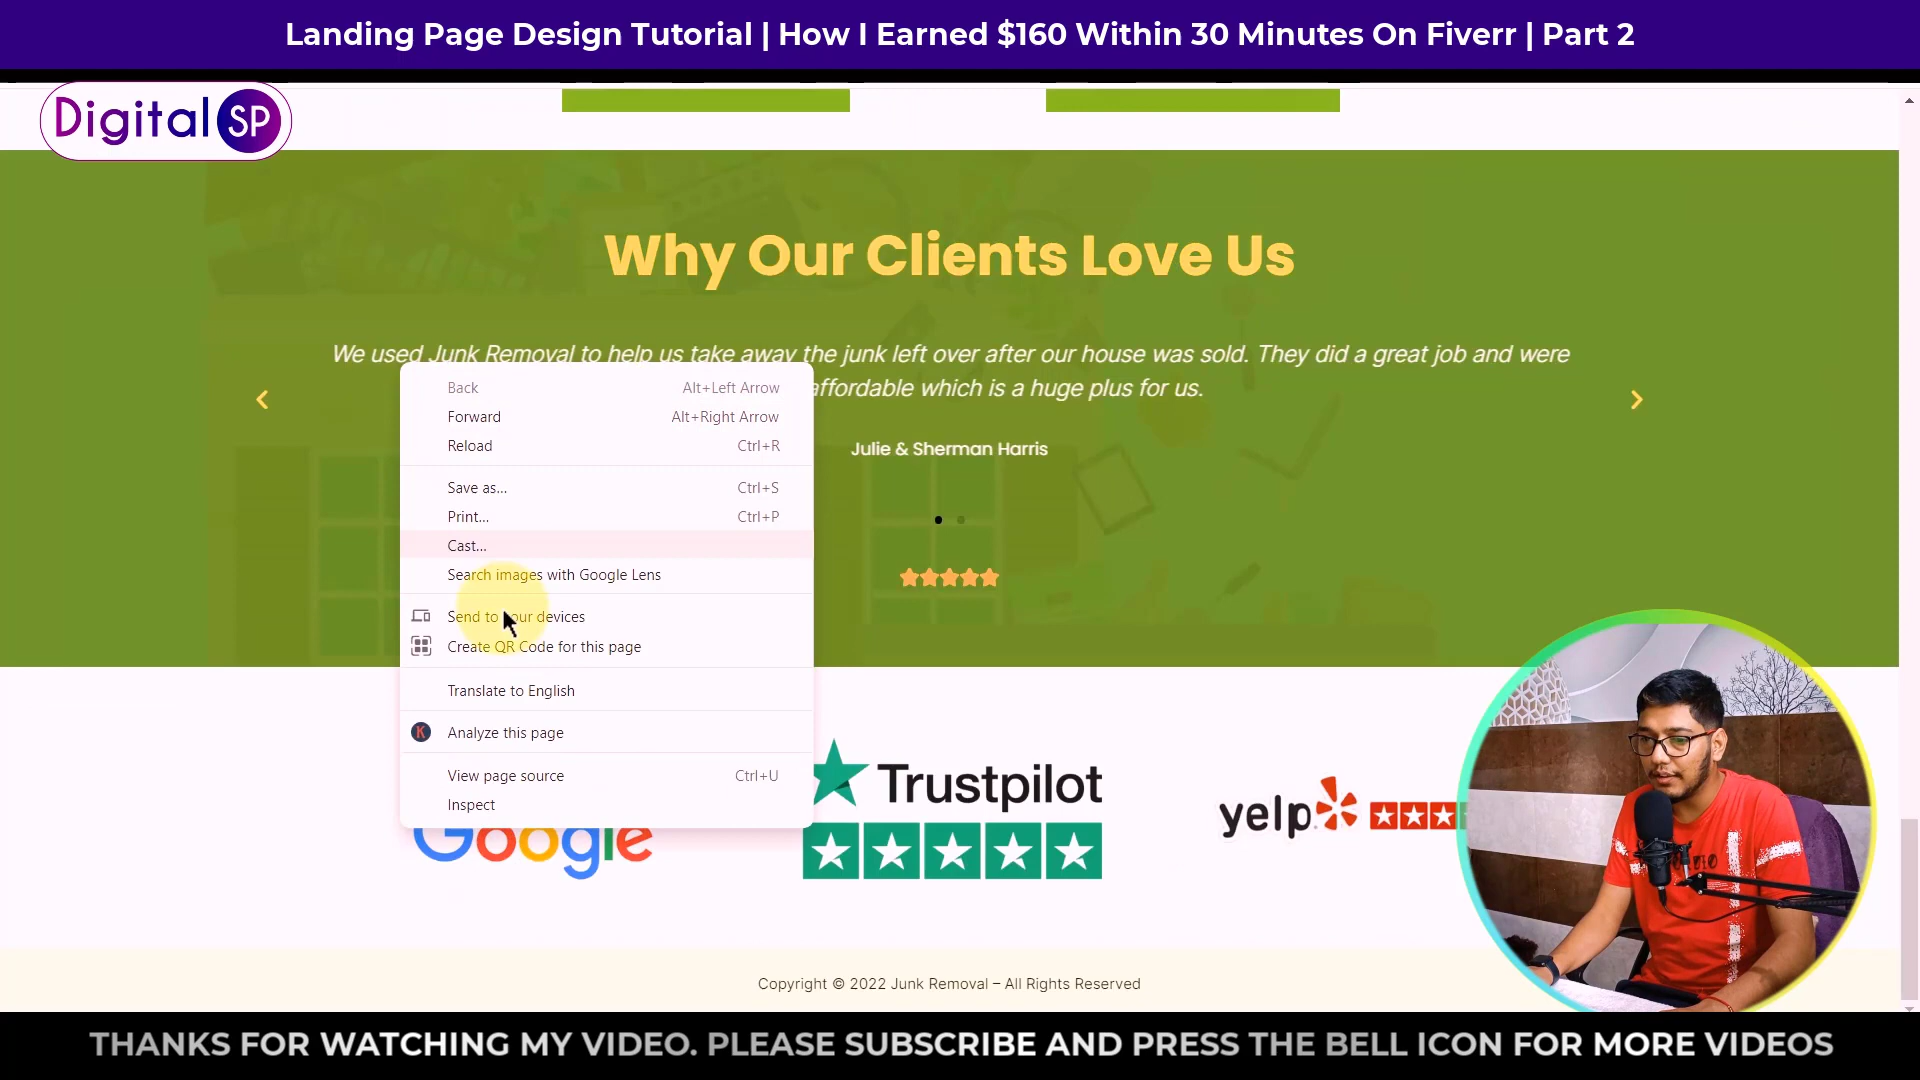 Landing Page Design Tutorial | How I Earned $160 Within 30 Minutes On Fiverr | Part 2
Digital SP
Why Our Clients Love Us
We used Junk Removal to help us take away the junk left over after our house was sold. They did a great job and were
affordable which is a huge plus for us.
Julie & Sherman Harris
Back Alt+Left Arrow
Forward Alt+Right Arrow
Reload Ctrl+R
Save as... Ctrl+S
Print... Ctrl+P
Cast...
Search images with Google Lens
Send to your devices
Create QR Code for this page
Translate to English
K Analyze this page
View page source Ctrl+U
Inspect
Google
Trustpilot
yelp
Copyright © 2022 Junk Removal – All Rights Reserved
THANKS FOR WATCHING MY VIDEO. PLEASE SUBSCRIBE AND PRESS THE BELL ICON FOR MORE VIDEOS